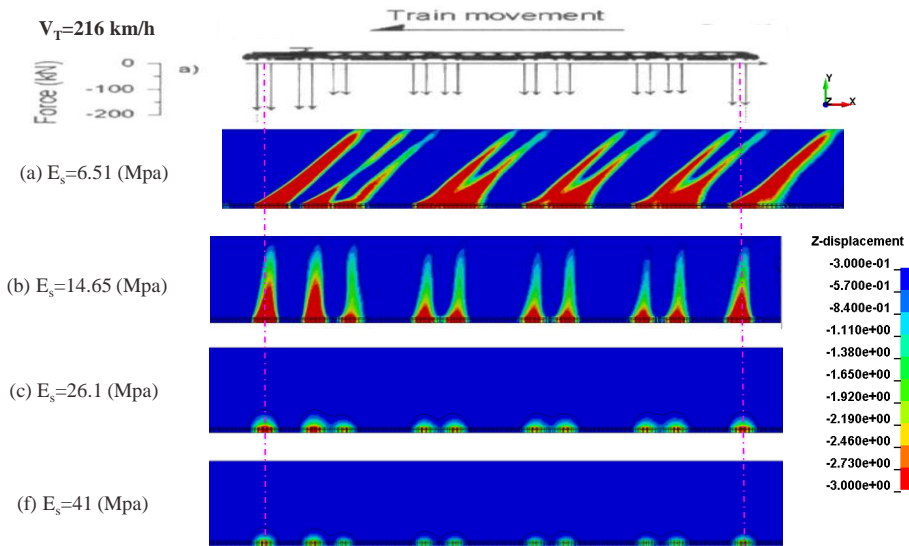 Train movement
V_T=216 km/h
0
-100
-200
Force (kN)
a)
Y
Z
X
(a) E_s=6.51 (Mpa)
(b) E_s=14.65 (Mpa)
(c) E_s=26.1 (Mpa)
(f) E_s=41 (Mpa)
Z-displacement
-3.000e-01
-5.700e-01
-8.400e-01
-1.110e+00
-1.380e+00
-1.650e+00
-1.920e+00
-2.190e+00
-2.460e+00
-2.730e+00
-3.000e+00